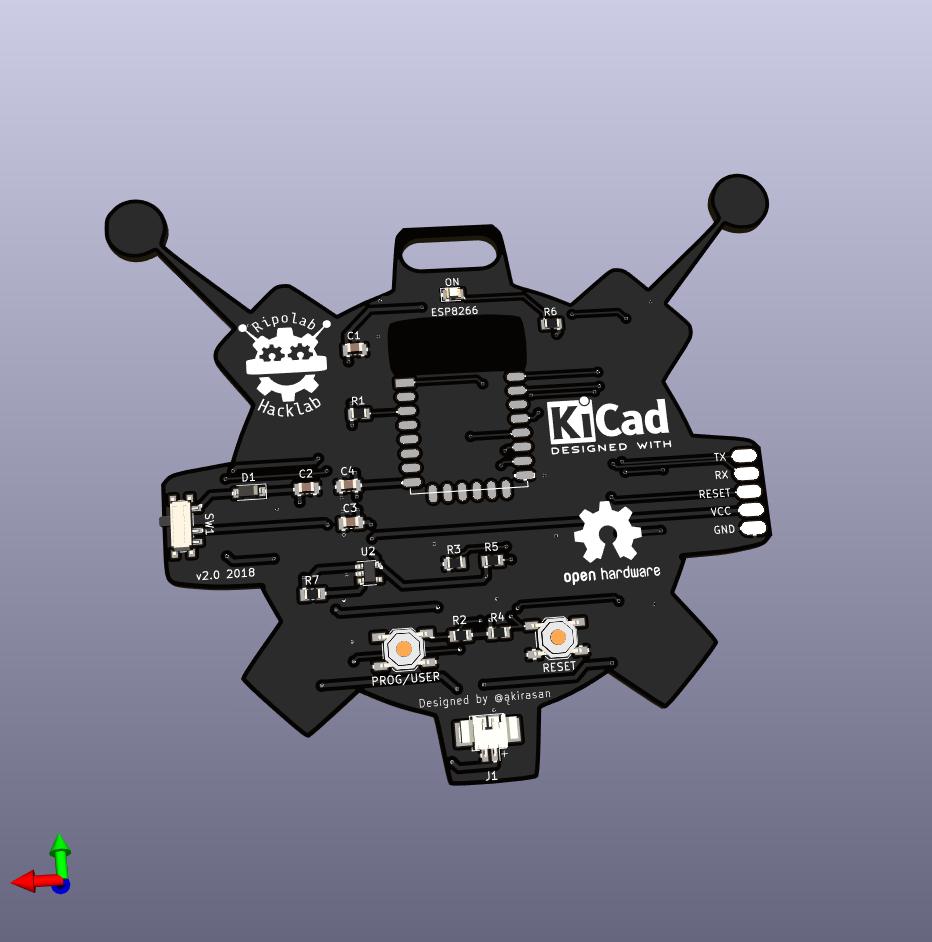 ON
ESP8266
R6
Ripolab
Hacklab
C1
R1
KiCad
DESIGNED WITH
TX
RX
RESET
VCC
GND
D1
C2
C4
C3
SW1
v2.0 2018
U2
R3
R5
R7
open hardware
R2
R4
PROG/USER
RESET
Designed by @akirasan
+
J1